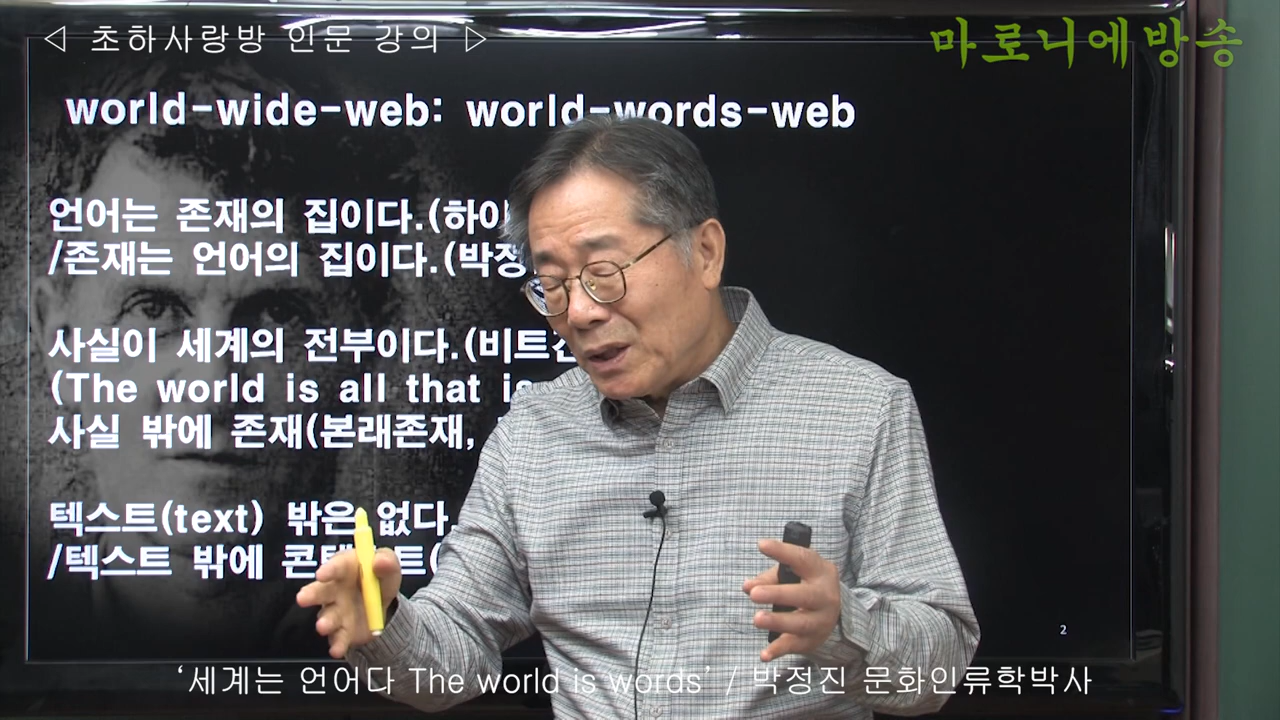 ◁ 초하사랑방 인문 강의 ▷
마로니에방송
world-wide-web: world-words-web
언어는 존재의 집이다.(하이
/존재는 언어의 집이다.(박정
사실이 세계의 전부이다.(비트
(The world is all that is
사실 밖에 존재(본래존재,
텍스트(text) 밖은 없다.
/텍스트 밖에
2
‘세계는 언어다 The world is words’ / 박정진 문화인류학박사